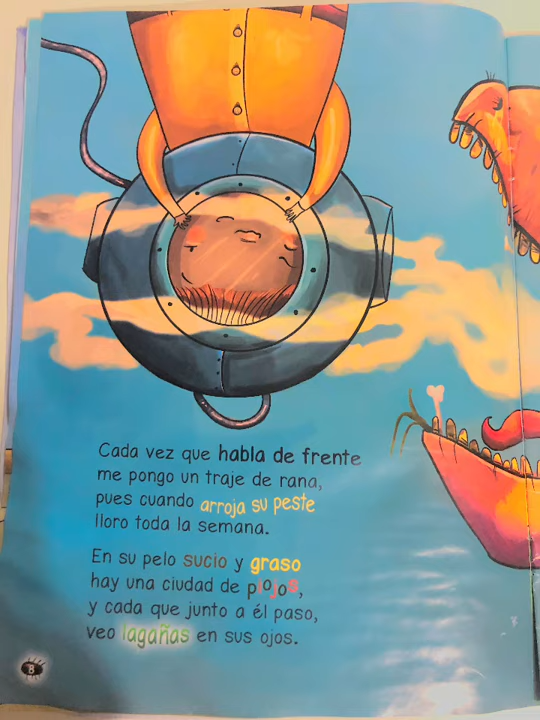 Cada vez que habla de frente
me pongo un traje de rana,
pues cuando arroja su peste
lloro toda la semana.
En su pelo sucio y graso
hay una ciudad de piojos,
y cada que junto a él paso,
veo lagañas en sus ojos.
8